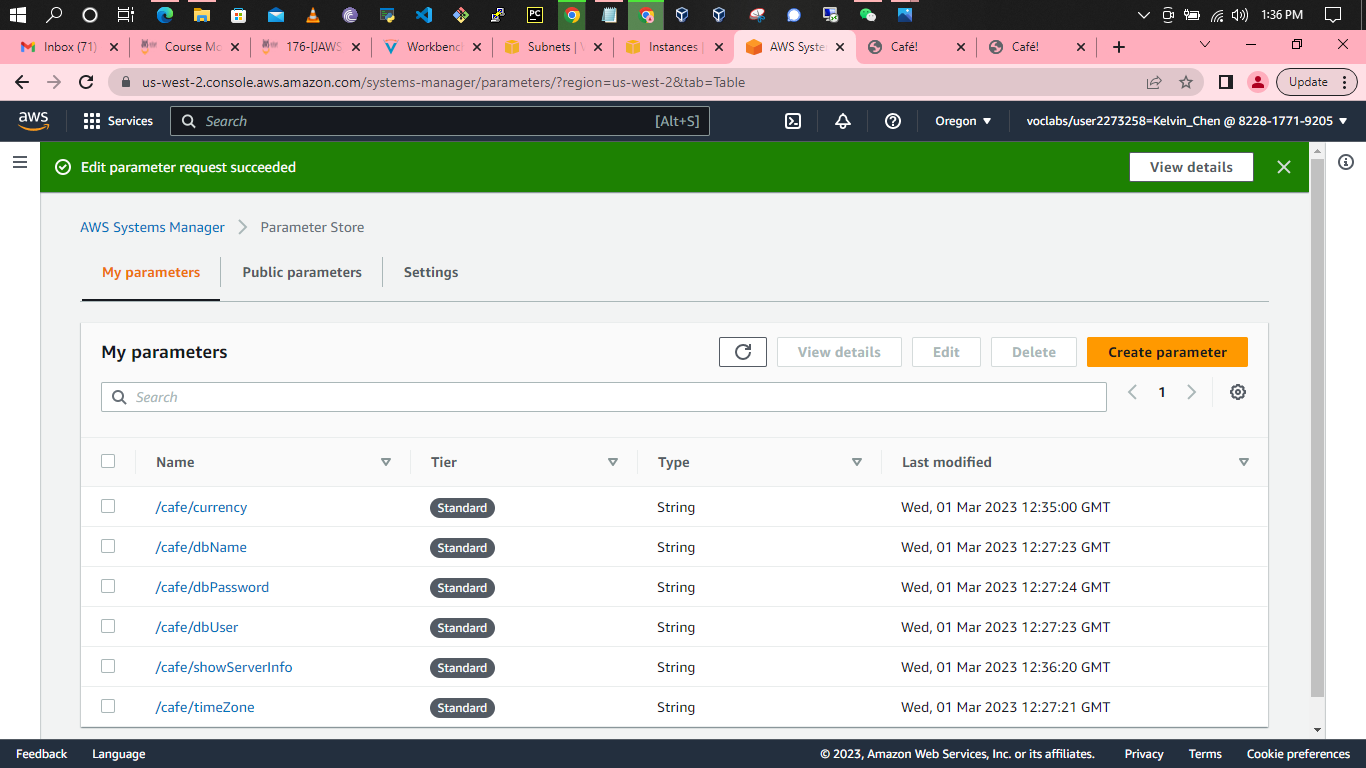 1:36 PM
Inbox (71)
Course Mo
176-[JAWS
Workbenc
Subnets | V
Instances |
AWS Syste
Café!
Café!
us-west-2.console.aws.amazon.com/systems-manager/parameters/?region=us-west-2&tab=Table
Update
aws
Services
Search
[Alt+S]
Oregon
voclabs/user2273258=Kelvin_Chen @ 8228-1771-9205
Edit parameter request succeeded
View details
AWS Systems Manager
Parameter Store
My parameters
Public parameters
Settings
My parameters
View details
Edit
Delete
Create parameter
Search
1
Name
Tier
Type
Last modified
/cafe/currency
Standard
String
Wed, 01 Mar 2023 12:35:00 GMT
/cafe/dbName
Standard
String
Wed, 01 Mar 2023 12:27:23 GMT
/cafe/dbPassword
Standard
String
Wed, 01 Mar 2023 12:27:24 GMT
/cafe/dbUser
Standard
String
Wed, 01 Mar 2023 12:27:23 GMT
/cafe/showServerInfo
Standard
String
Wed, 01 Mar 2023 12:36:20 GMT
/cafe/timeZone
Standard
String
Wed, 01 Mar 2023 12:27:21 GMT
Feedback
Language
© 2023, Amazon Web Services, Inc. or its affiliates.
Privacy
Terms
Cookie preferences